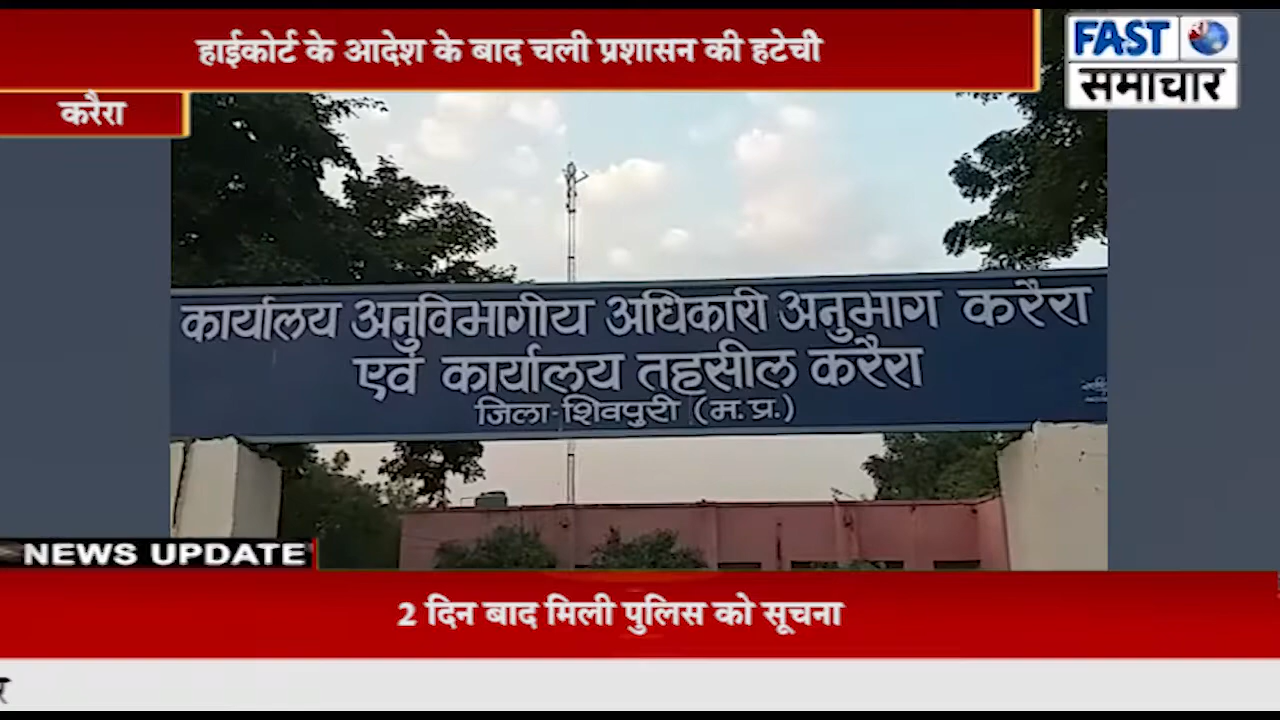 हाईकोर्ट के आदेश के बाद चली प्रशासन की हटेची
FAST
समाचार
करैरा
कार्यालय अनुविभागीय अधिकारी अनुभाग करैरा
एवं कार्यालय तहसील करैरा
जिला-शिवपुरी (म.प्र.)
NEWS UPDATE
2 दिन बाद मिली पुलिस को सूचना